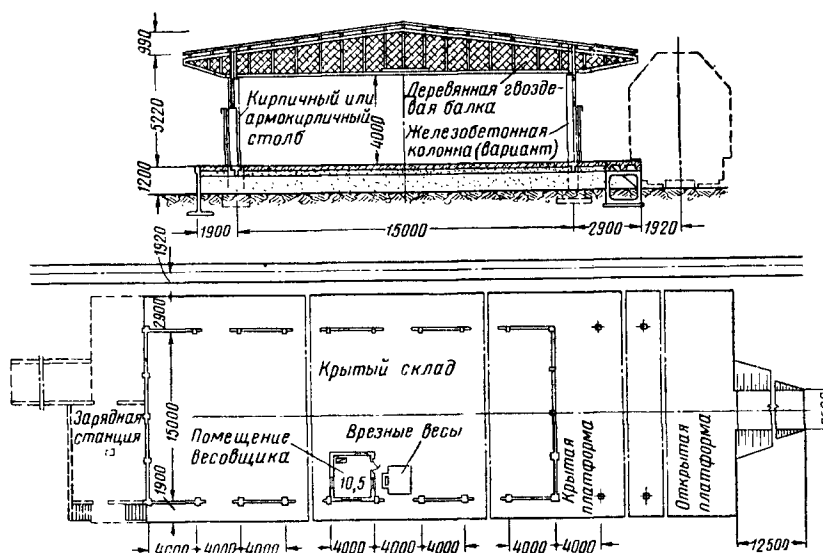 990
5220
1200
Кирпичный или
армокирпичный
столб
4000
Деревянная гвозде-
вая балка
Железобетонная
колонна (вариант)
1900
15000
2900
1920
1920
2900
15000
1900
Зарядная
станция
Крытый склад
Помещение
весовщика
Врезные весы
10,5
Крытая
платформа
Открытая
платформа
4000
4000
4000
4000
4000
4000
4000
4000
12500